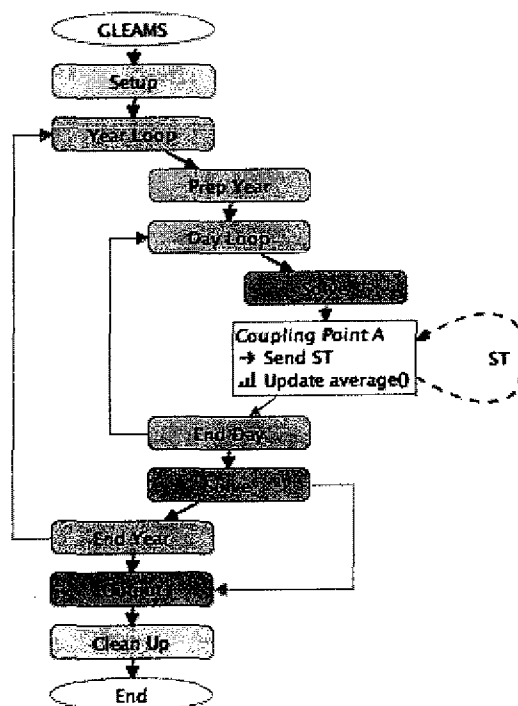 GLEAMS
Setup
Year Loop
Prep Year
Day Loop
Coupling Point A
→ Send ST
Update average()
ST
End Day
End Year
Clean Up
End